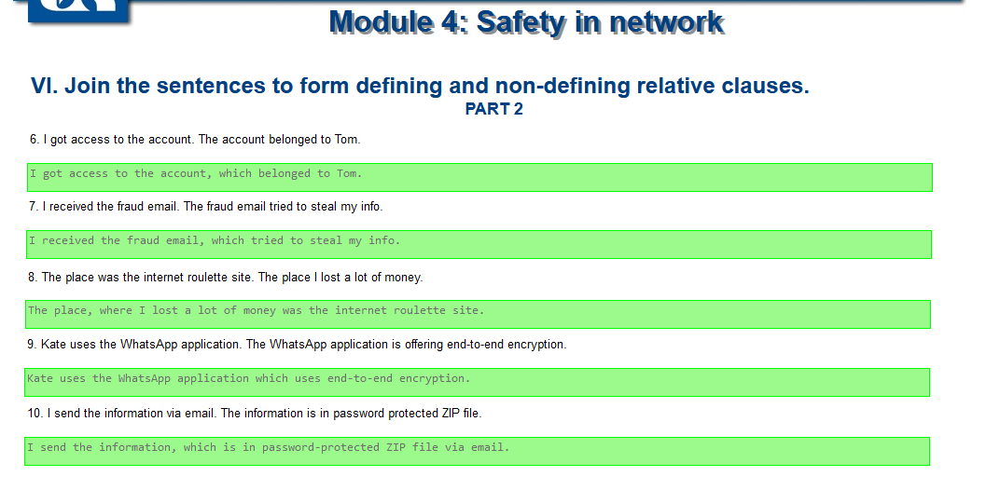 Module 4: Safety in network
VI. Join the sentences to form defining and non-defining relative clauses.
PART 2
6. I got access to the account. The account belonged to Tom.
I got access to the account, which belonged to Tom.
7. I received the fraud email. The fraud email tried to steal my info.
I received the fraud email, which tried to steal my info.
8. The place was the internet roulette site. The place I lost a lot of money.
The place, where I lost a lot of money was the internet roulette site.
9. Kate uses the WhatsApp application. The WhatsApp application is offering end-to-end encryption.
Kate uses the WhatsApp application which uses end-to-end encryption.
10. I send the information via email. The information is in password protected ZIP file.
I send the information, which is in password-protected ZIP file via email.